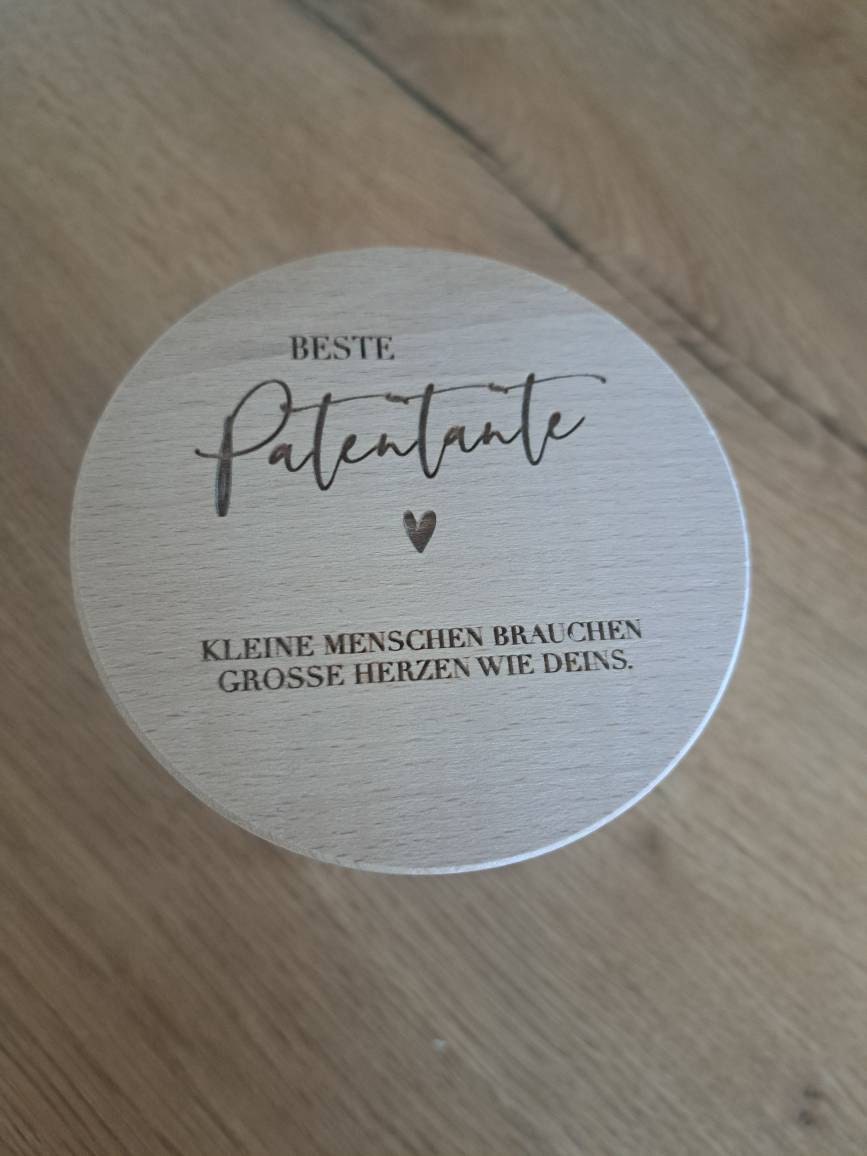 BESTE
Patentante
KLEINE MENSCHEN BRAUCHEN
GROSSE HERZEN WIE DEINS.